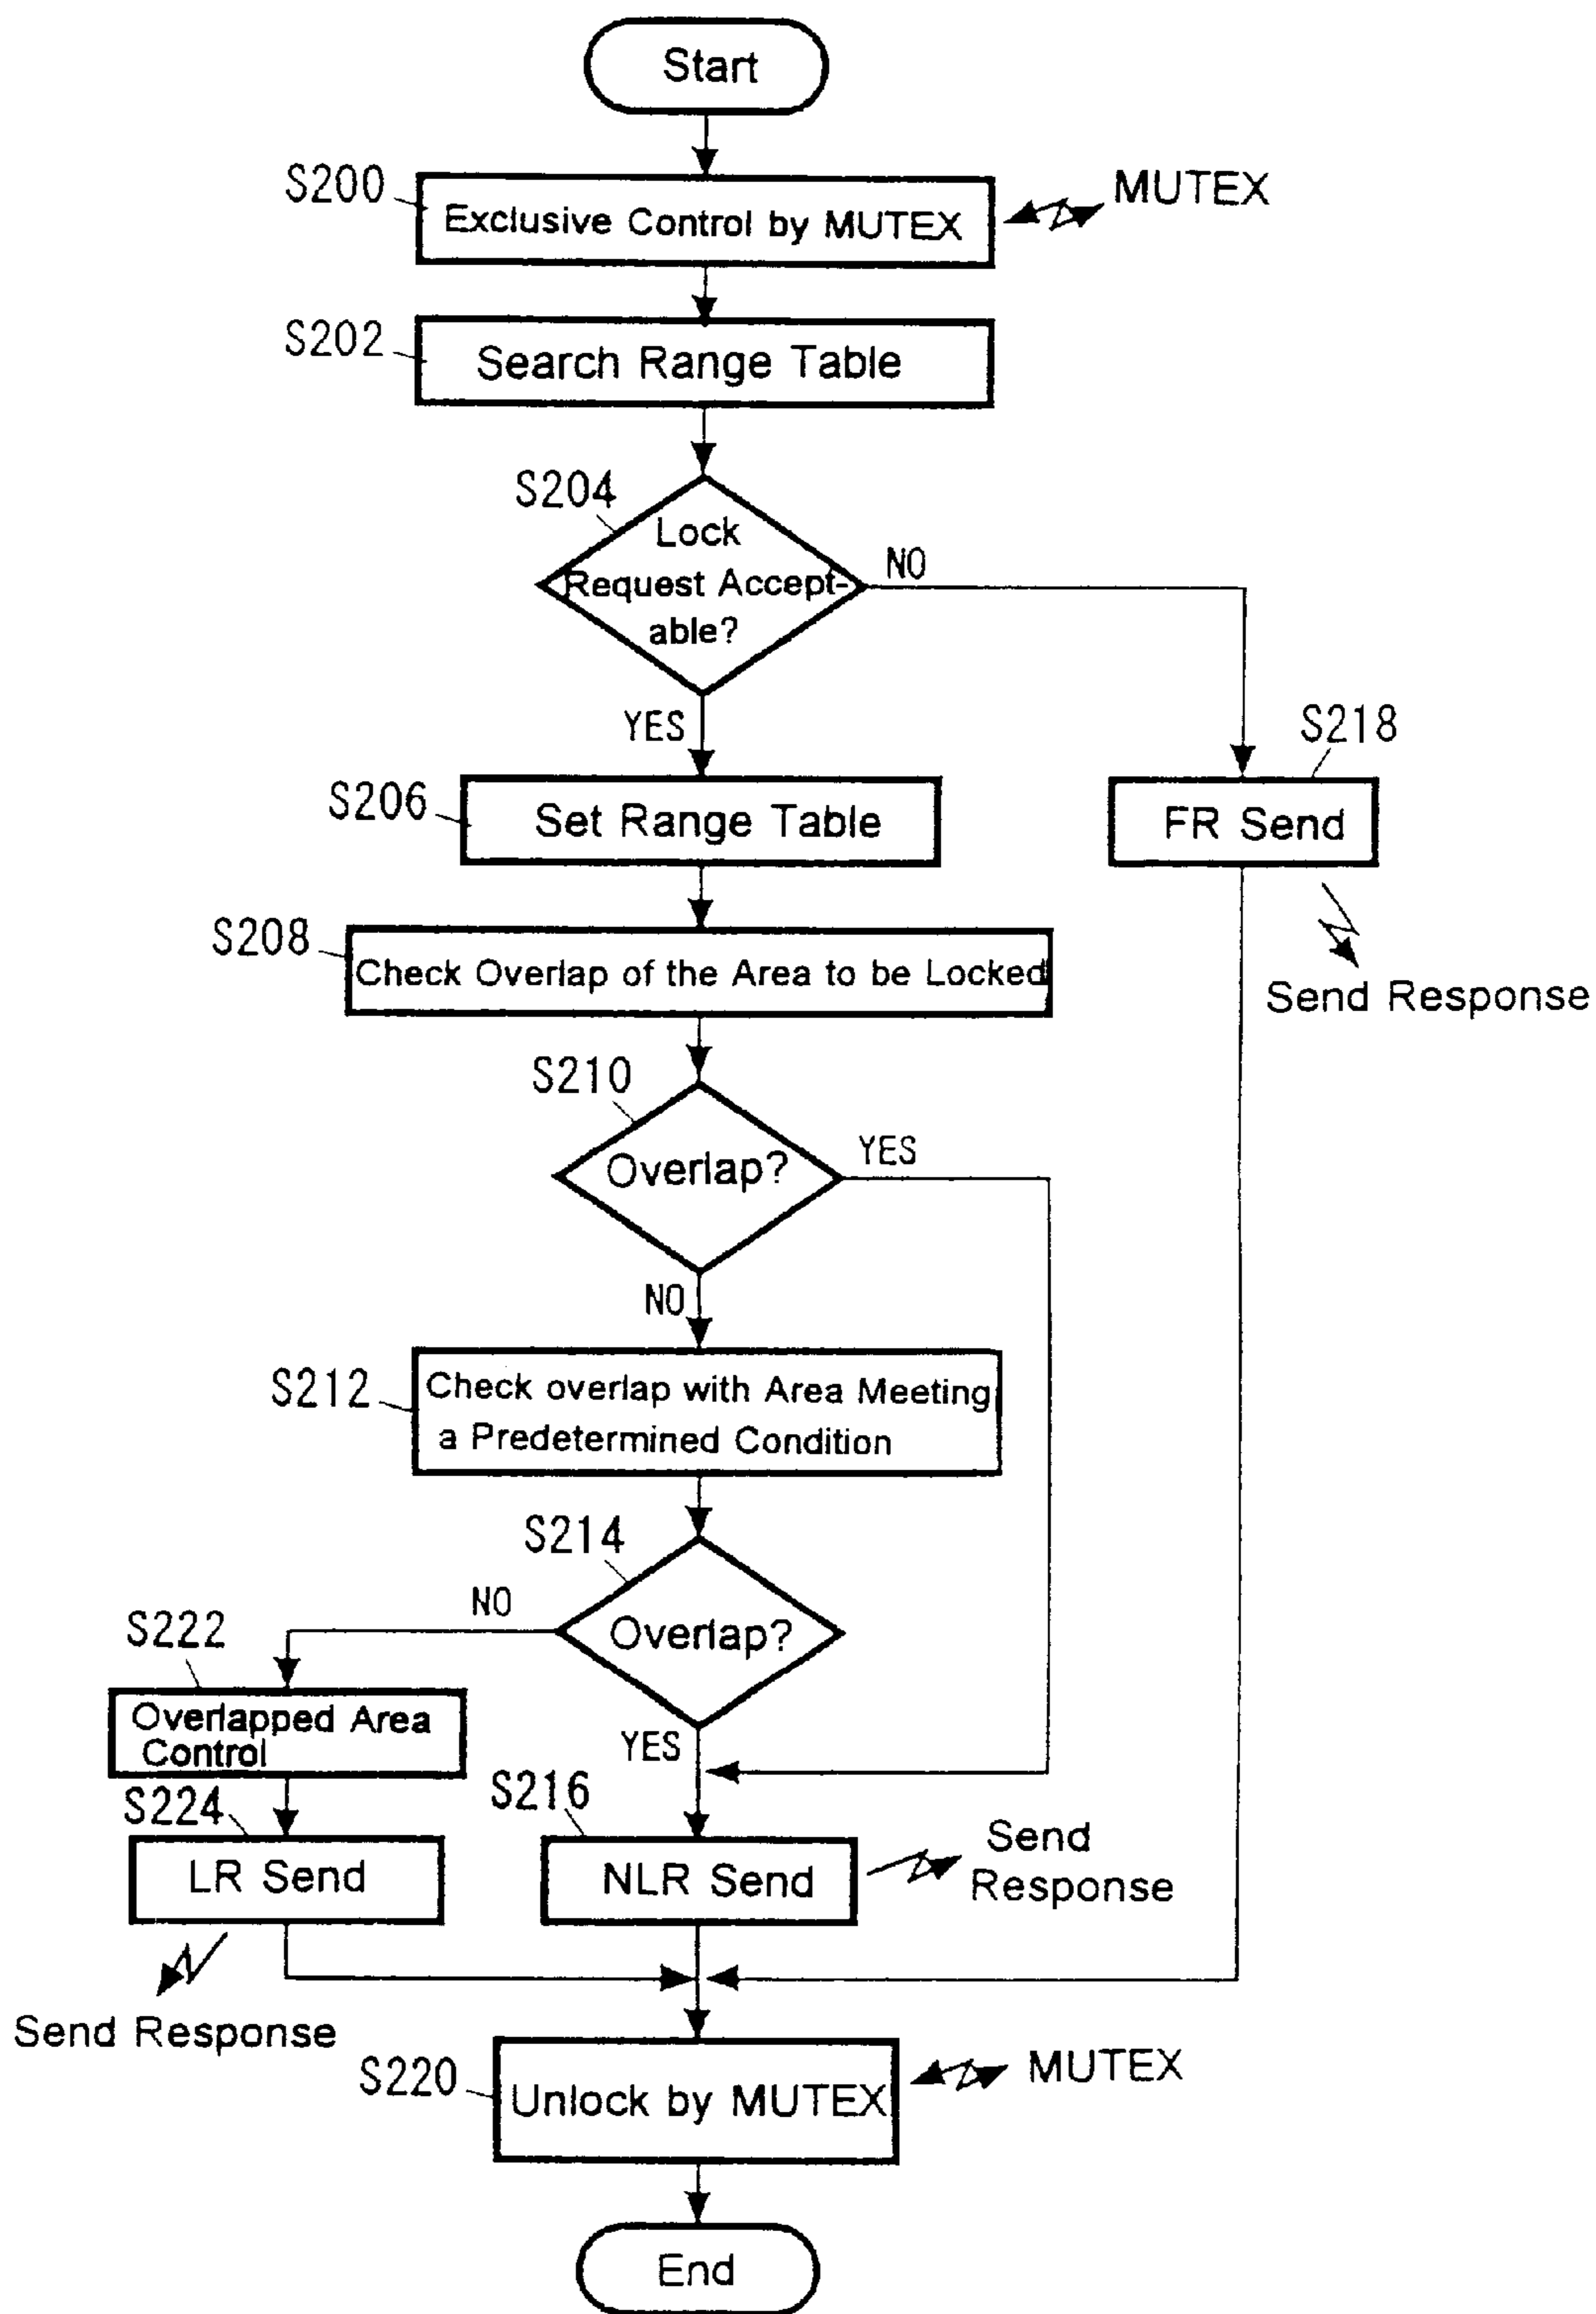 Start
S200
Exclusive Control by MUTEX
MUTEX
S202
Search Range Table
S204
Lock
Request Accept-
able?
NO
YES
S206
Set Range Table
S218
FR Send
Send Response
S208
Check Overlap of the Area to be Locked
S210
Overlap?
YES
NO
S212
Check overlap with Area Meeting
a Predetermined Condition
S214
Overlap?
NO
YES
S222
Overlapped Area
Control
S224
LR Send
Send Response
S216
NLR Send
Send
Response
S220
Unlock by MUTEX
MUTEX
End